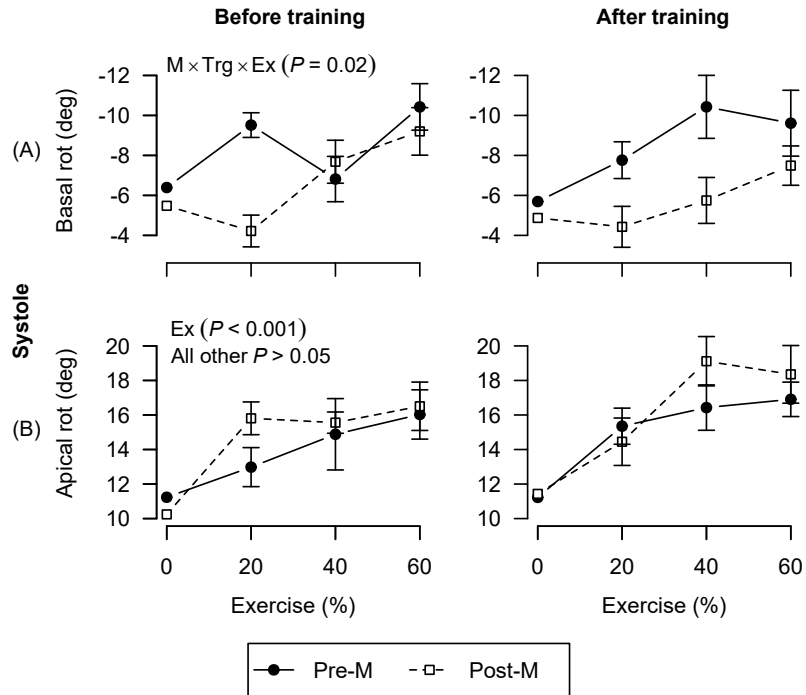 Before training
After training
M × Trg × Ex (P = 0.02)
(A)
Basal rot (deg)
-12
-10
-8
-6
-4
-12
-10
-8
-6
-4
Systole
Ex (P < 0.001)
All other P > 0.05
(B)
Apical rot (deg)
20
18
16
14
12
10
20
18
16
14
12
10
0 20 40 60
0 20 40 60
Exercise (%)
Exercise (%)
Pre-M Post-M